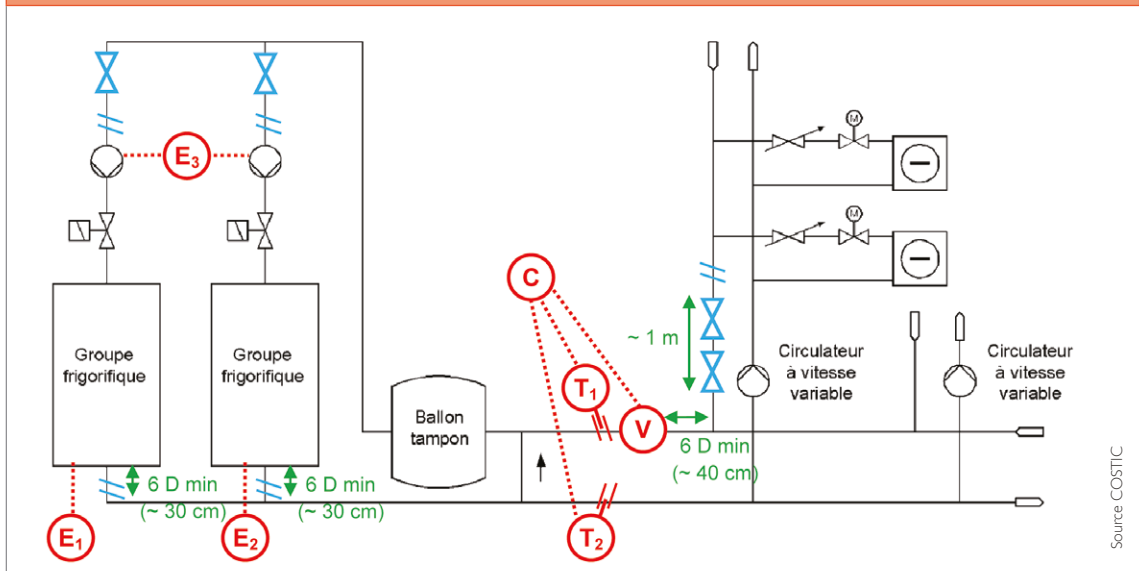 E₃
M
M
C
~ 1 m
Groupe
frigorifique
Groupe
frigorifique
Circulateur
à vitesse
variable
Circulateur
à vitesse
variable
T₁
Ballon
tampon
V
6 D min
(~ 40 cm)
6 D min
(~ 30 cm)
6 D min
(~ 30 cm)
E₁
E₂
T₂
Source COSTIC